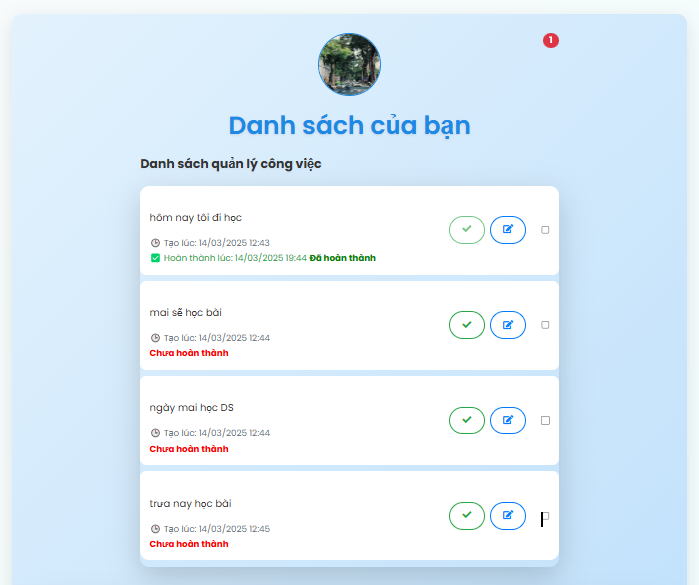 1
Danh sách của bạn
Danh sách quản lý công việc
hôm nay tôi đi học
Tạo lúc: 14/03/2025 12:43
Hoàn thành lúc: 14/03/2025 19:44 Đã hoàn thành
mai sẽ học bài
Tạo lúc: 14/03/2025 12:44
Chưa hoàn thành
ngày mai học DS
Tạo lúc: 14/03/2025 12:44
Chưa hoàn thành
trưa nay học bài
Tạo lúc: 14/03/2025 12:45
Chưa hoàn thành